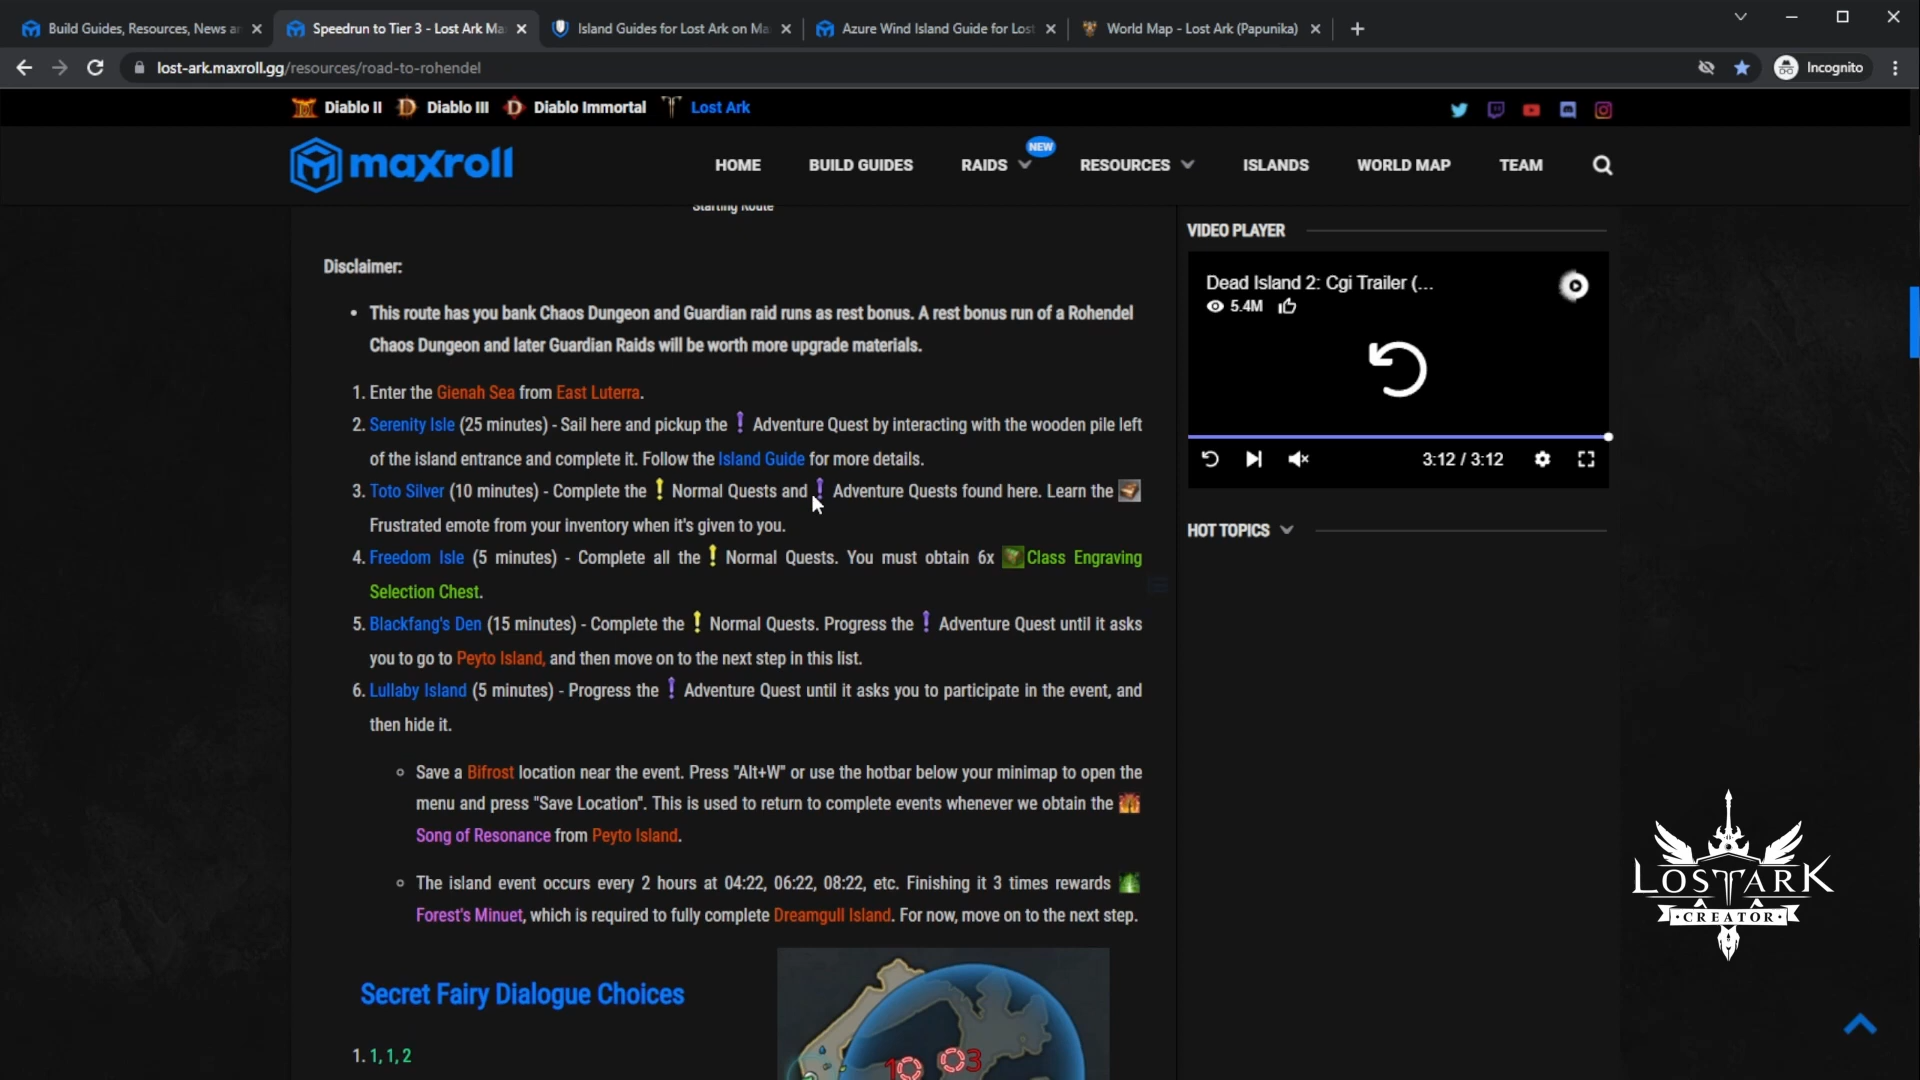 Build Guides, Resources, News a
Speedrun to Tier 3 - Lost Ark Ma
Island Guides for Lost Ark on Ma
Azure Wind Island Guide for Lost
World Map - Lost Ark (Papunika)
lost-ark.maxroll.gg/resources/road-to-rohendel
Incognito
Diablo II
Diablo III
Diablo Immortal
Lost Ark
maxroll
HOME
BUILD GUIDES
RAIDS
NEW
RESOURCES
ISLANDS
WORLD MAP
TEAM
Starting Route
Disclaimer:
• This route has you bank Chaos Dungeon and Guardian raid runs as rest bonus. A rest bonus run of a Rohendel
Chaos Dungeon and later Guardian Raids will be worth more upgrade materials.
1. Enter the Gienah Sea from East Luterra.
2. Serenity Isle (25 minutes) - Sail here and pickup the ! Adventure Quest by interacting with the wooden pile left
of the island entrance and complete it. Follow the Island Guide for more details.
3. Toto Silver (10 minutes) - Complete the ! Normal Quests and ! Adventure Quests found here. Learn the
Frustrated emote from your inventory when it's given to you.
4. Freedom Isle (5 minutes) - Complete all the ! Normal Quests. You must obtain 6x Class Engraving
Selection Chest.
5. Blackfang's Den (15 minutes) - Complete the ! Normal Quests. Progress the ! Adventure Quest until it asks
you to go to Peyto Island, and then move on to the next step in this list.
6. Lullaby Island (5 minutes) - Progress the ! Adventure Quest until it asks you to participate in the event, and
then hide it.
Save a Bifrost location near the event. Press "Alt+W" or use the hotbar below your minimap to open the
menu and press "Save Location". This is used to return to complete events whenever we obtain the
Song of Resonance from Peyto Island.
The island event occurs every 2 hours at 04:22, 06:22, 08:22, etc. Finishing it 3 times rewards
Forest's Minuet, which is required to fully complete Dreamgull Island. For now, move on to the next step.
Secret Fairy Dialogue Choices
1. 1, 1, 2
1
3
VIDEO PLAYER
Dead Island 2: Cgi Trailer (...
5.4M
3:12 / 3:12
HOT TOPICS
LOST ARK
CREATOR